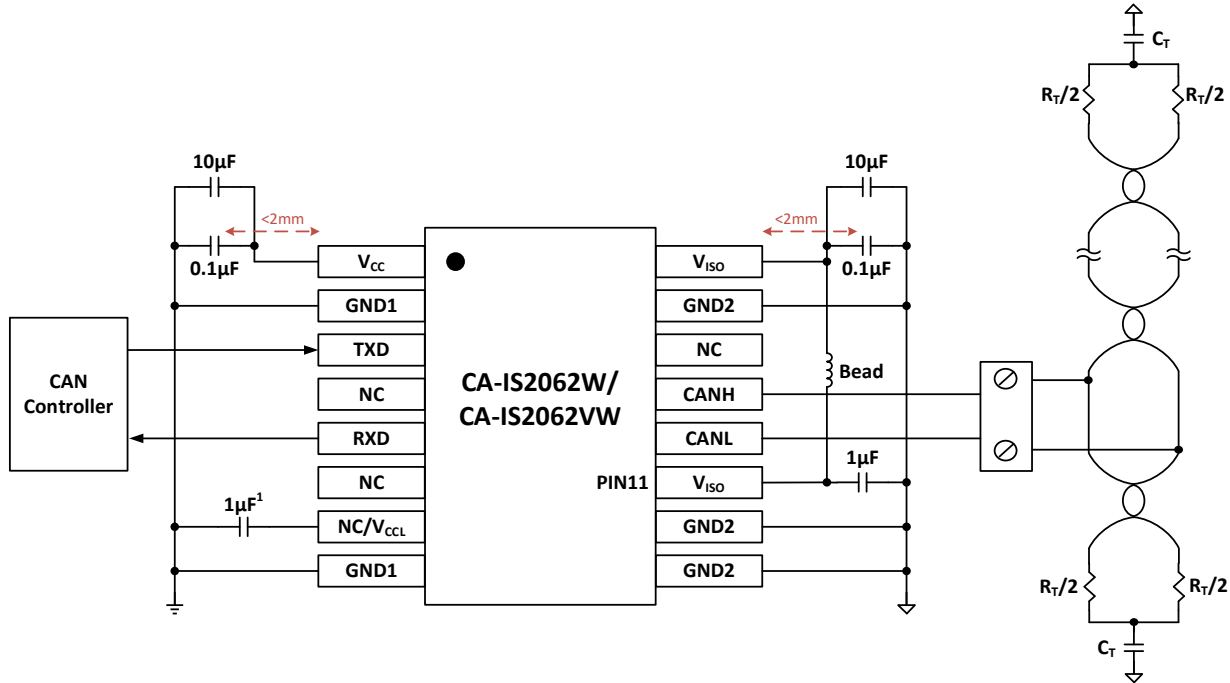 C_T
R_T/2
R_T/2
10μF
10μF
<2mm
<2mm
0.1μF
0.1μF
V_CC
V_ISO
GND1
GND2
TXD
NC
CAN
Controller
CA-IS2062W/
CA-IS2062VW
Bead
NC
CANH
RXD
CANL
NC
PIN11
V_ISO
1μF
1μF¹
NC/V_CCL
GND2
GND1
GND2
R_T/2
R_T/2
C_T